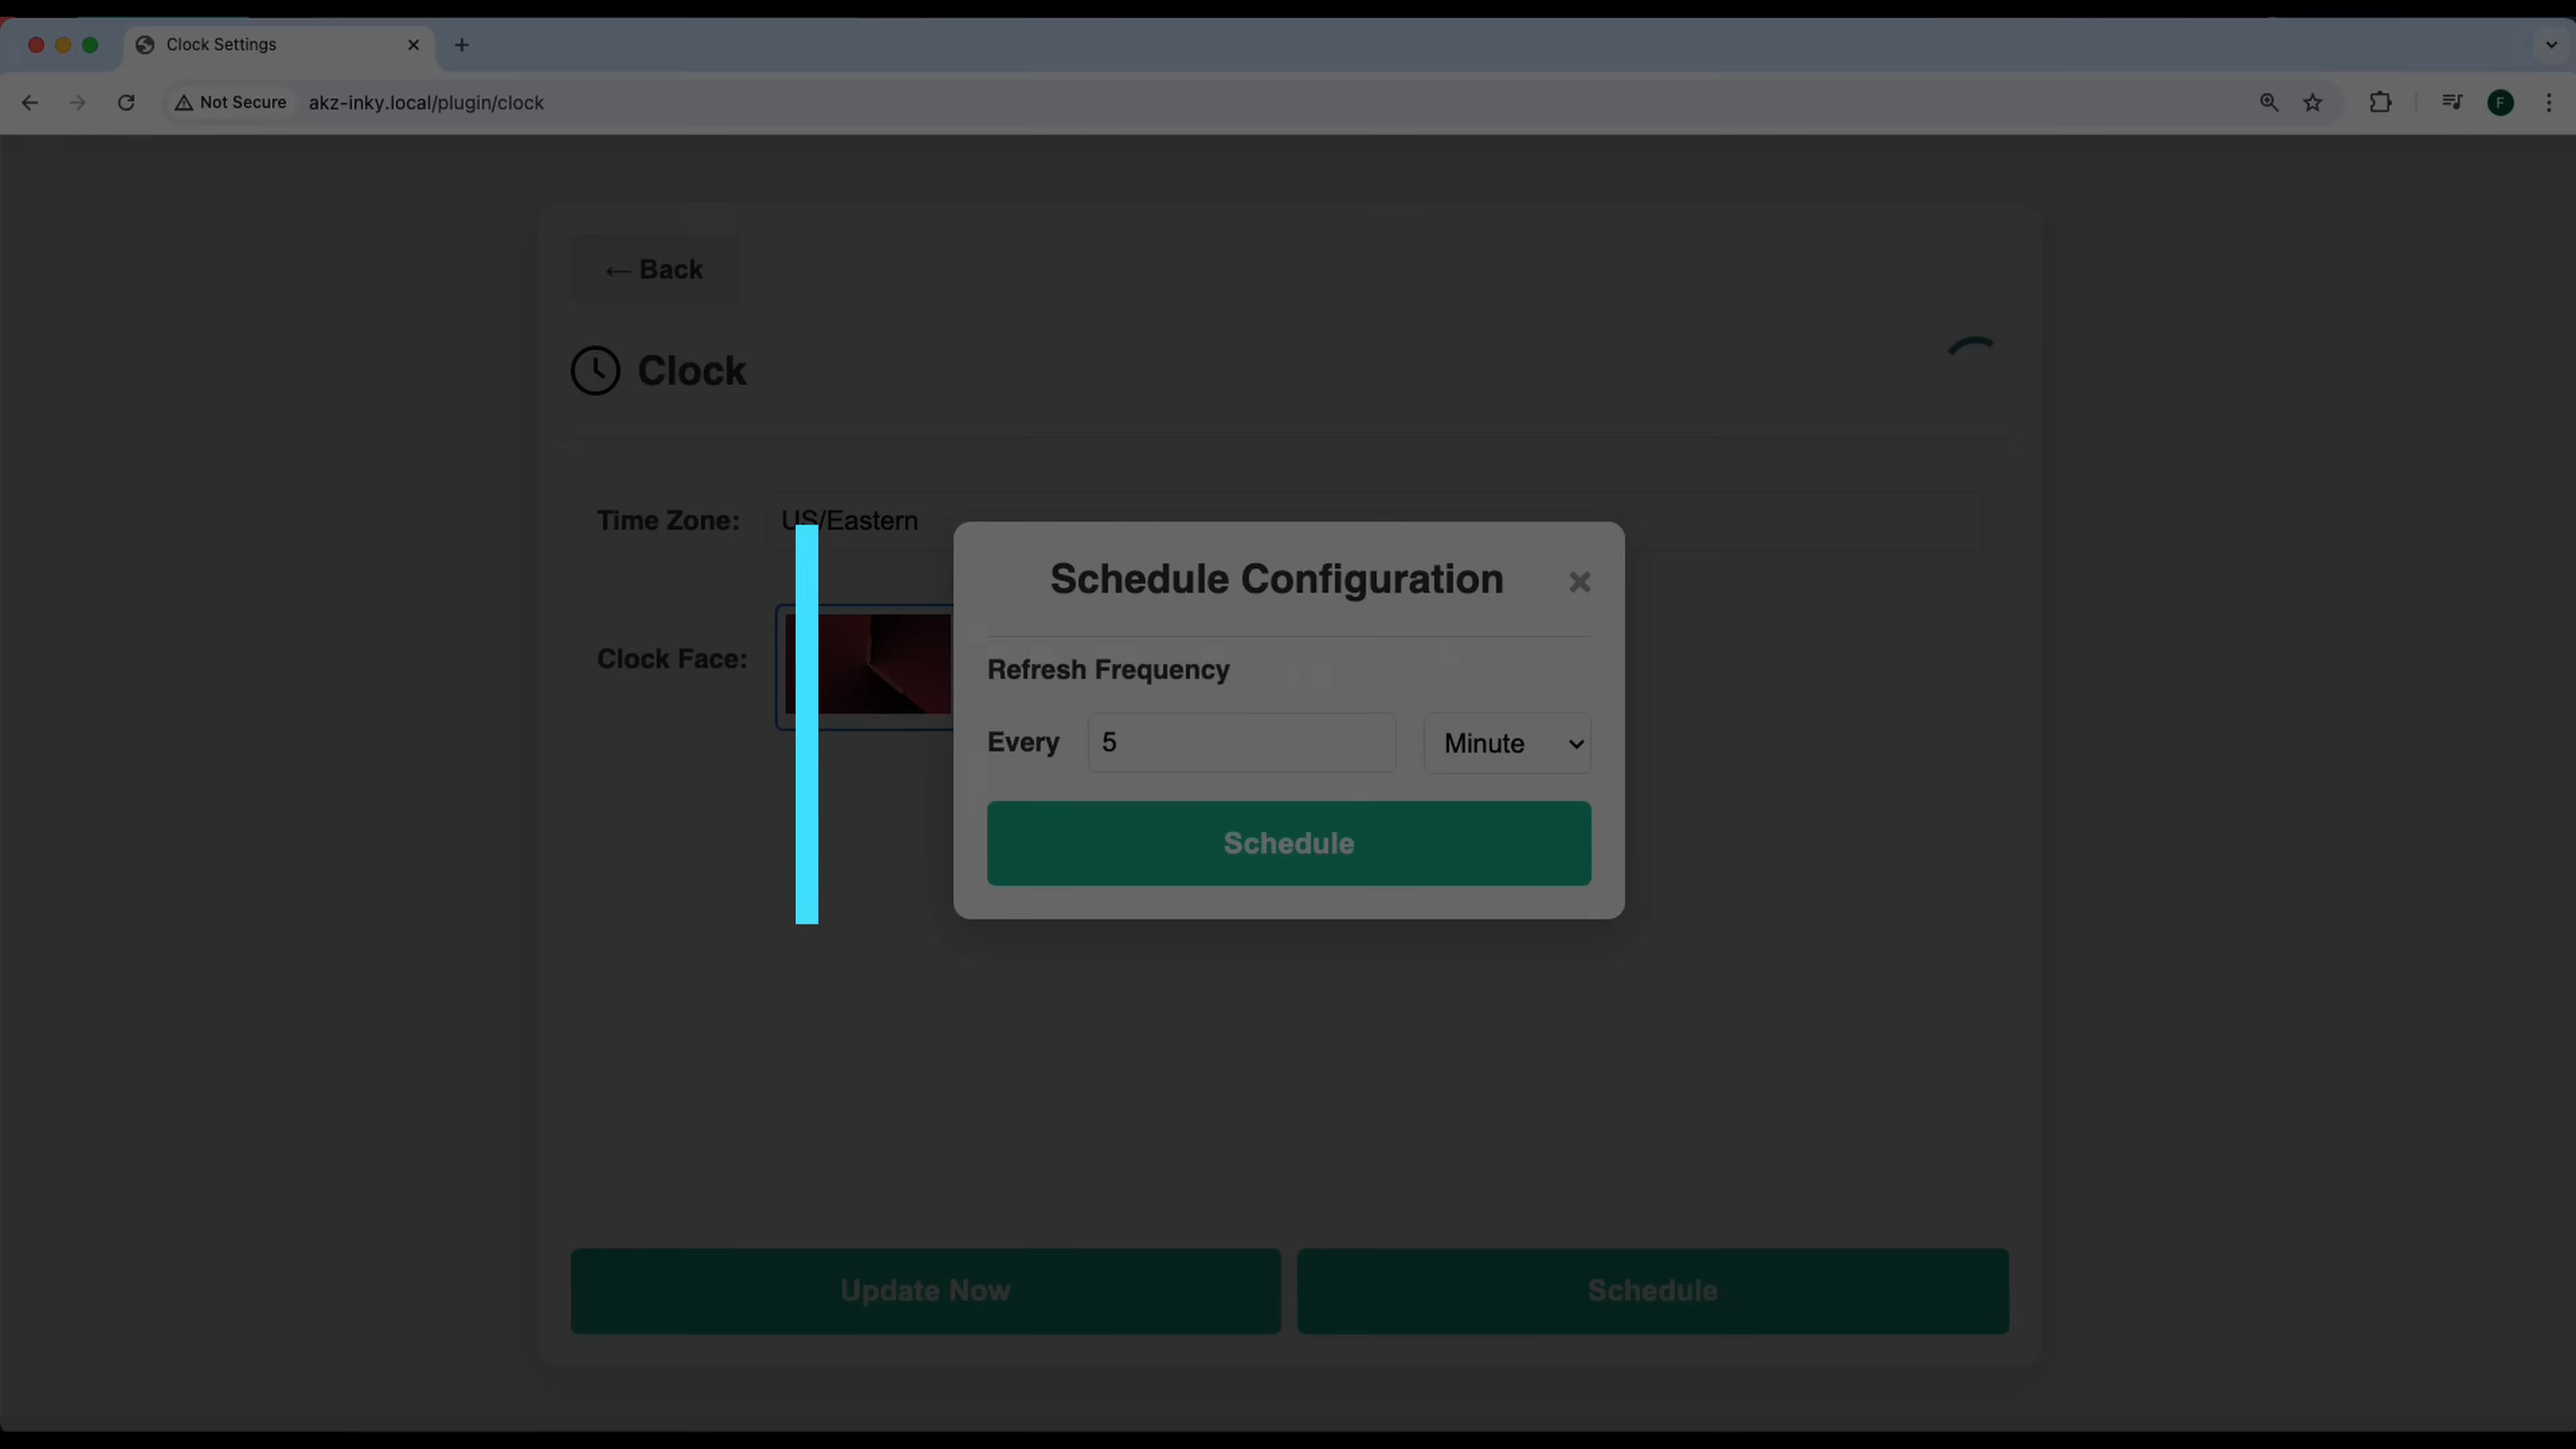 Clock Settings
Not Secure
akz-inky.local/plugin/clock
F
← Back
Clock
Time Zone:
US/Eastern
Clock Face:
Schedule Configuration
Refresh Frequency
Every
5
Minute
Schedule
Update Now
Schedule